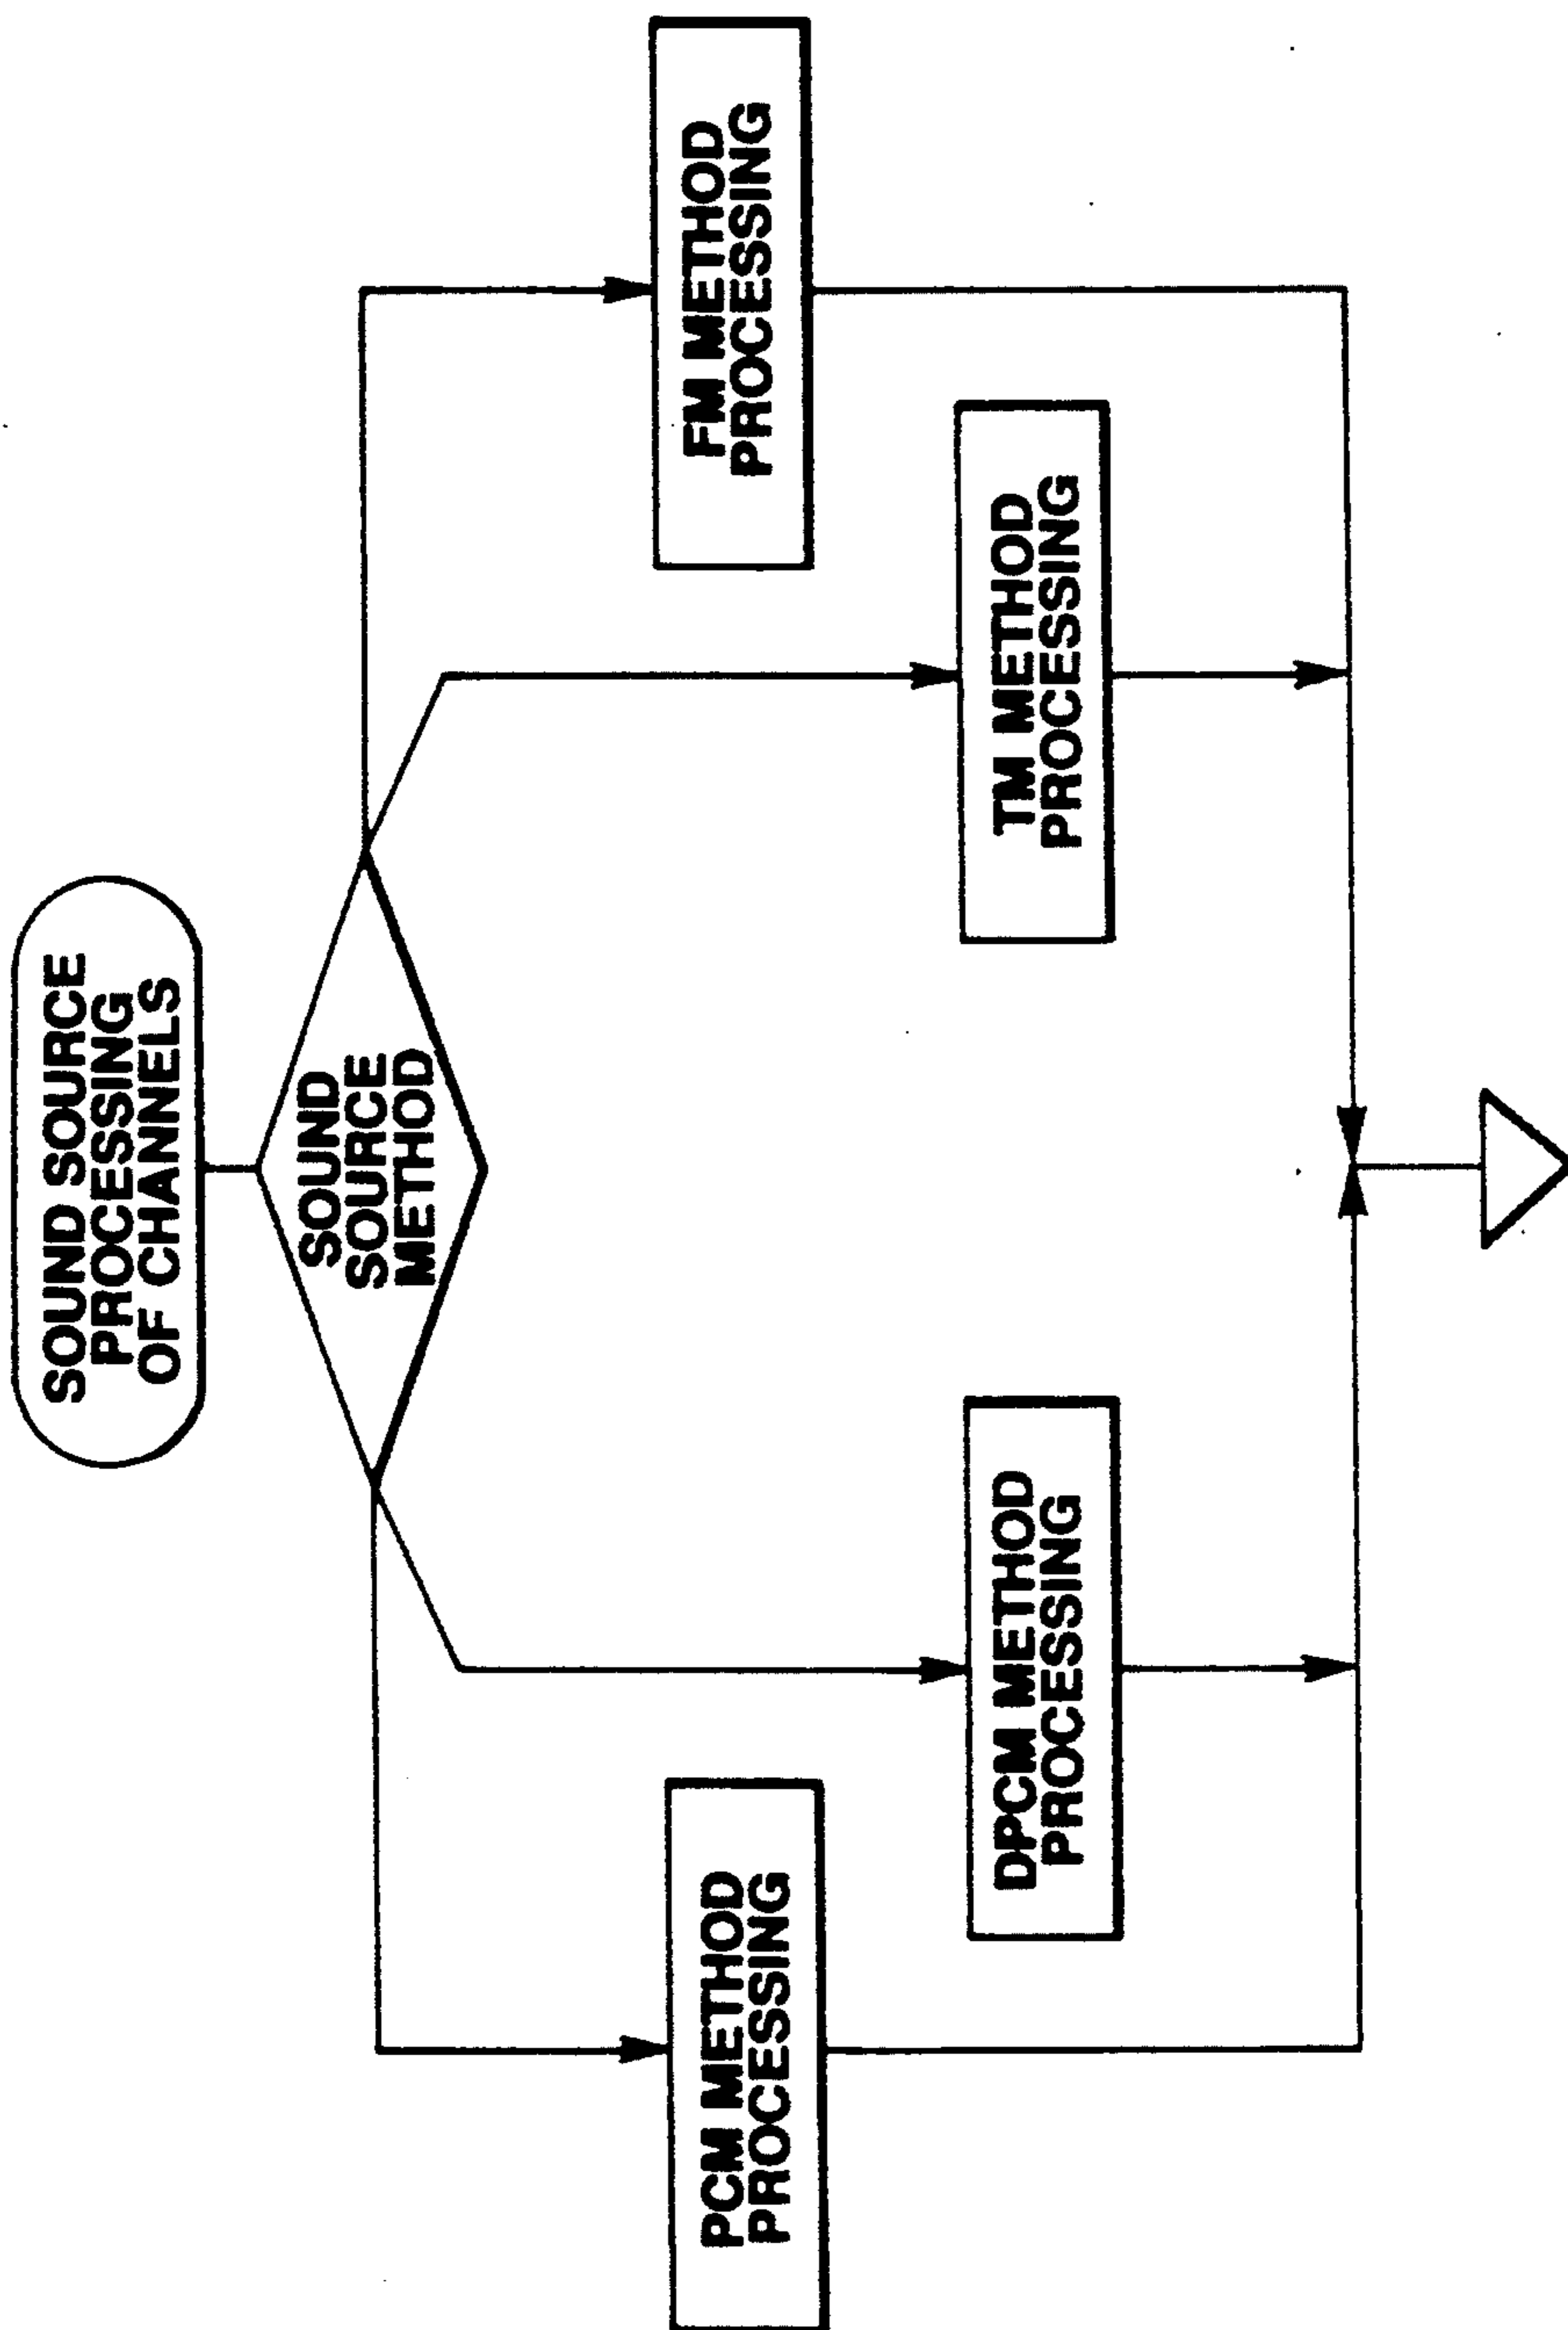 SOUND SOURCE
PROCESSING
OF CHANNELS
SOUND
SOURCE
METHOD
PCM METHOD
PROCESSING
DPCM METHOD
PROCESSING
TM METHOD
PROCESSING
FM METHOD
PROCESSING